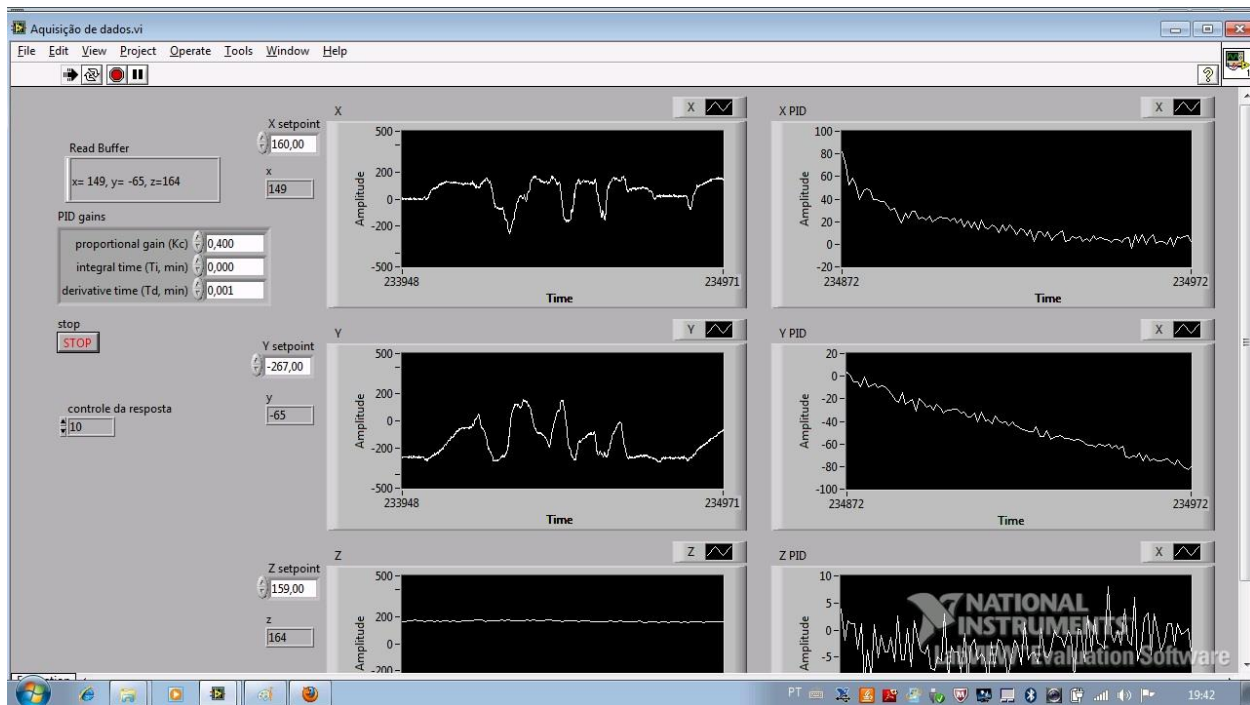 Aquisição de dados.vi
File Edit View Project Operate Tools Window Help
Read Buffer
x= 149, y= -65, z=164
PID gains
proportional gain (Kc) 0,400
integral time (Ti, min) 0,000
derivative time (Td, min) 0,001
stop
STOP
controle da resposta
10
X setpoint
160,00
x
149
X
X
500
200
0
-200
-500
Amplitude
233948 234971
Time
X PID
X
100
80
60
40
20
0
-20
Amplitude
234872 234972
Time
Y setpoint
-267,00
y
-65
Y
Y
500
200
0
-200
-500
Amplitude
233948 234971
Time
Y PID
X
20
0
-20
-40
-60
-80
-100
Amplitude
234872 234972
Time
Z setpoint
159,00
z
164
Z
Z
500
200
0
-200
Amplitude
Z PID
X
10
5
0
-5
Amplitude
NATIONAL
INSTRUMENTS
LabVIEW Evaluation Software
PT 19:42